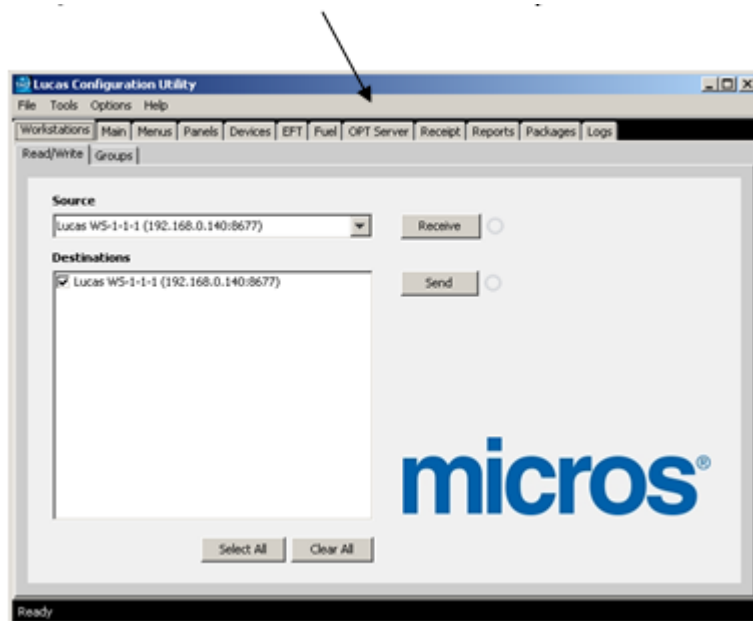 Lucas Configuration Utility
File Tools Options Help
Workstations Main Menus Panels Devices EFT Fuel OPT Server Receipt Reports Packages Logs
Read/Write Groups
Source
Lucas WS-1-1-1 (192.168.0.140:8677) Receive
Destinations
Lucas WS-1-1-1 (192.168.0.140:8677) Send
micros®
Select All Clear All
Ready